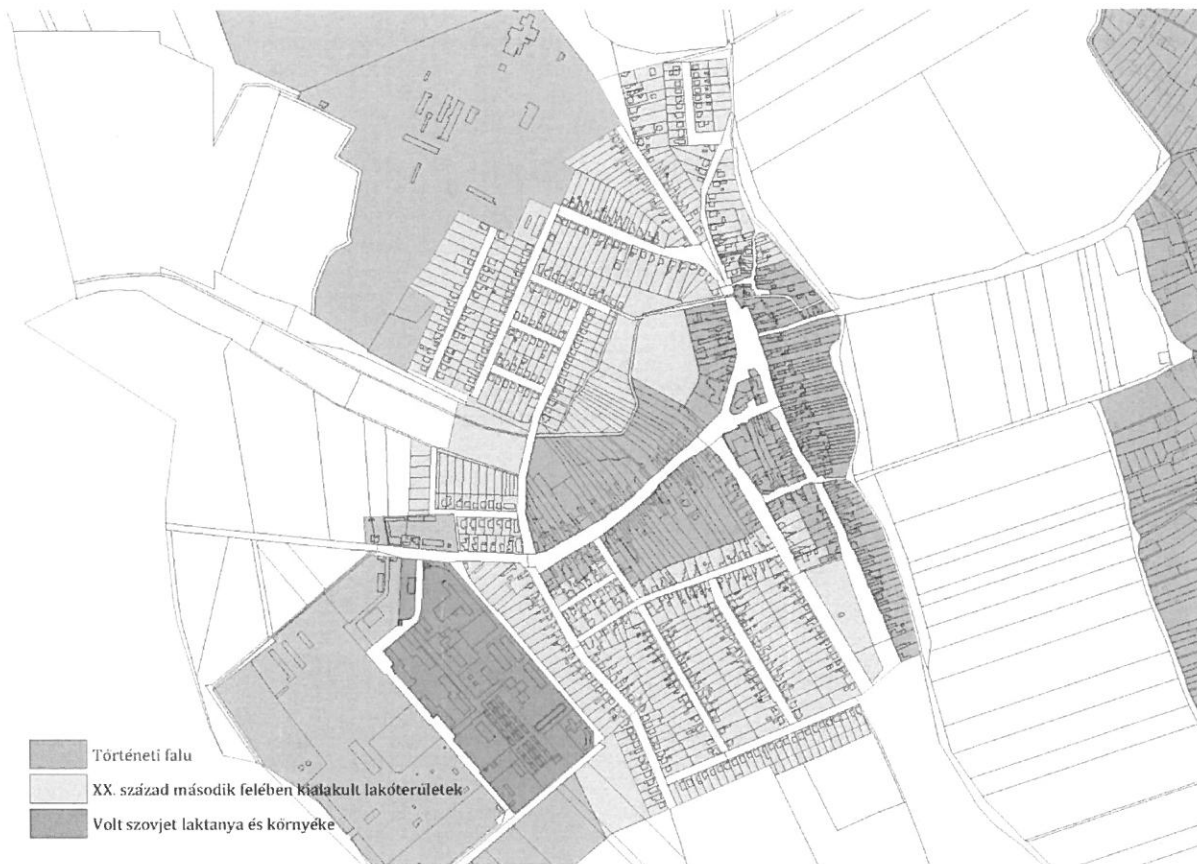 Történeti falu
XX. század második felében kialakult lakóterületek
Volt szovjet laktanya és környéke